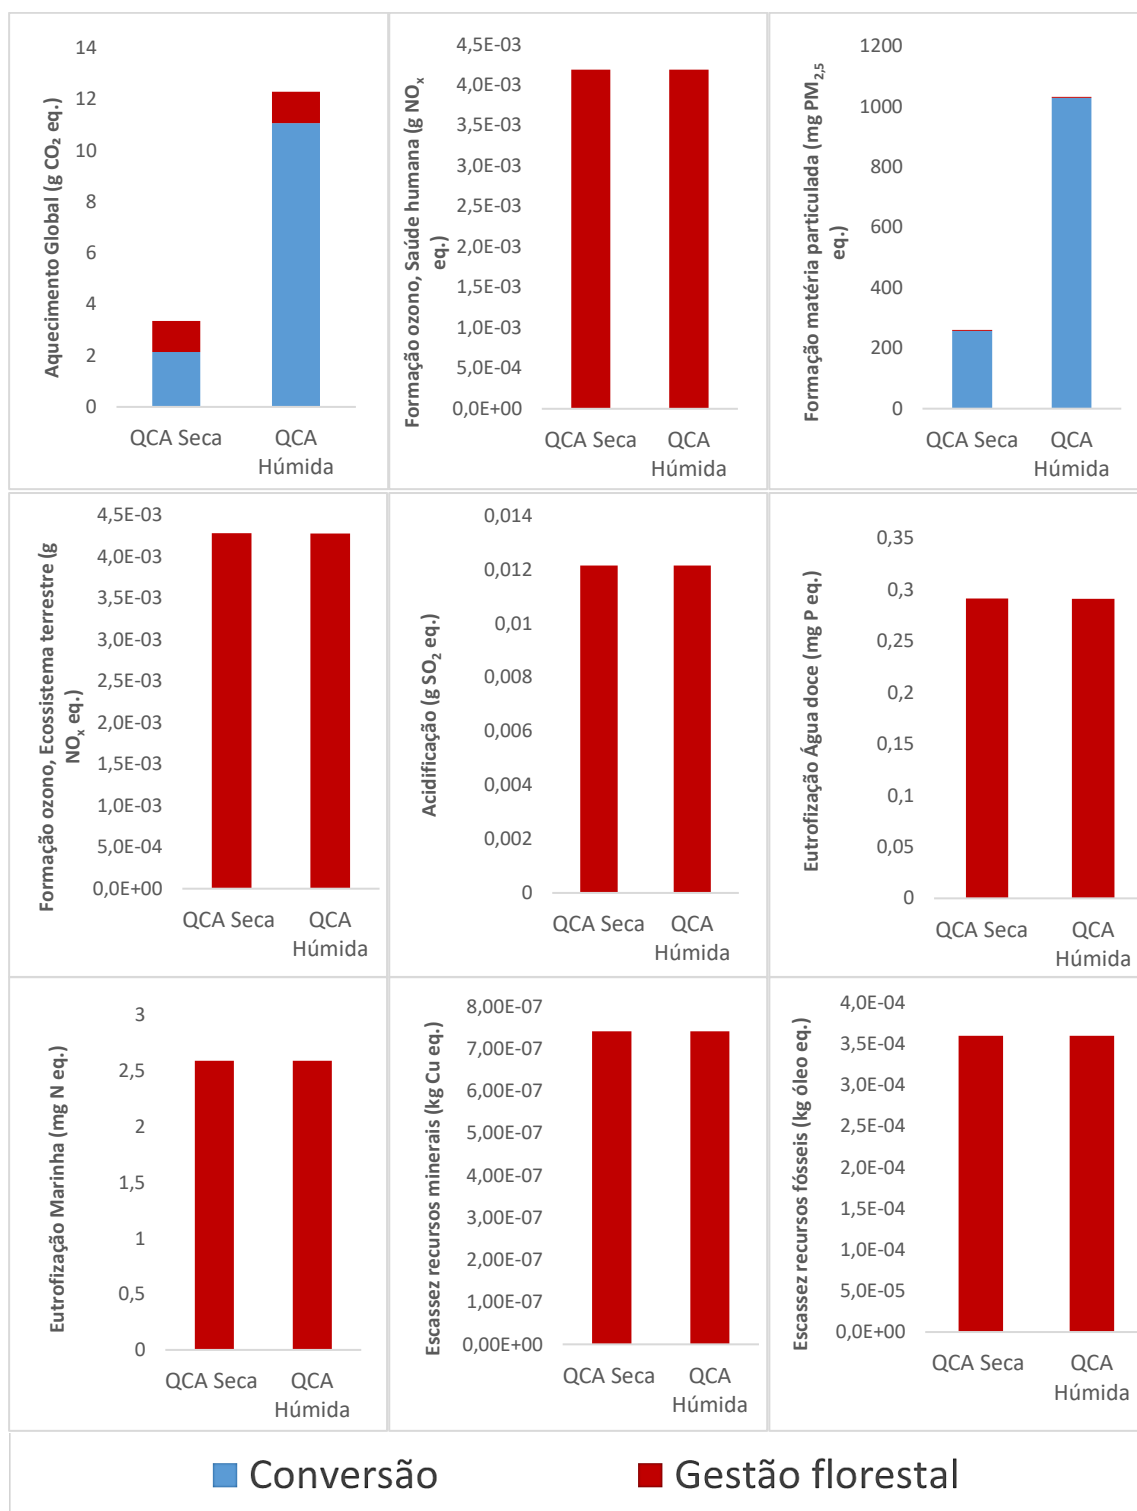 Aquecimento Global (g CO₂ eq.)
14
12
10
8
6
4
2
0
QCA Seca
QCA
Húmida
Formação ozono, Saúde humana (g NOₓ
eq.)
4,5E-03
4,0E-03
3,5E-03
3,0E-03
2,5E-03
2,0E-03
1,5E-03
1,0E-03
5,0E-04
0,0E+00
QCA Seca
QCA
Húmida
Formação matéria particulada (mg PM₂,₅
eq.)
1200
1000
800
600
400
200
0
QCA Seca
QCA
Húmida
Formação ozono, Ecossistema terrestre (g
NOₓ eq.)
4,5E-03
4,0E-03
3,5E-03
3,0E-03
2,5E-03
2,0E-03
1,5E-03
1,0E-03
5,0E-04
0,0E+00
QCA Seca
QCA
Húmida
Acidificação (g SO₂ eq.)
0,014
0,012
0,01
0,008
0,006
0,004
0,002
0
QCA Seca
QCA
Húmida
Eutrofização Água doce (mg P eq.)
0,35
0,3
0,25
0,2
0,15
0,1
0,05
0
QCA Seca
QCA
Húmida
Eutrofização Marinha (mg N eq.)
3
2,5
2
1,5
1
0,5
0
QCA Seca
QCA
Húmida
Escassez recursos minerais (kg Cu eq.)
8,00E-07
7,00E-07
6,00E-07
5,00E-07
4,00E-07
3,00E-07
2,00E-07
1,00E-07
0,00E+00
QCA Seca
QCA
Húmida
Escassez recursos fósseis (kg óleo eq.)
4,0E-04
3,5E-04
3,0E-04
2,5E-04
2,0E-04
1,5E-04
1,0E-04
5,0E-05
0,0E+00
QCA Seca
QCA
Húmida
Conversão
Gestão florestal